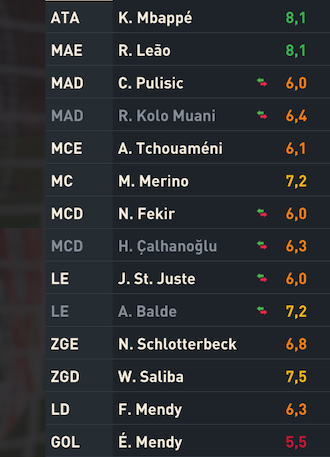 ATA K. Mbappé 8,1
MAE R. Leão 8,1
MAD C. Pulisic 6,0
MAD R. Kolo Muani 6,4
MCE A. Tchouaméni 6,1
MC M. Merino 7,2
MCD N. Fekir 6,0
MCD H. Çalhanoğlu 6,3
LE J. St. Juste 6,0
LE A. Balde 7,2
ZGE N. Schlotterbeck 6,8
ZGD W. Saliba 7,5
LD F. Mendy 6,3
GOL É. Mendy 5,5